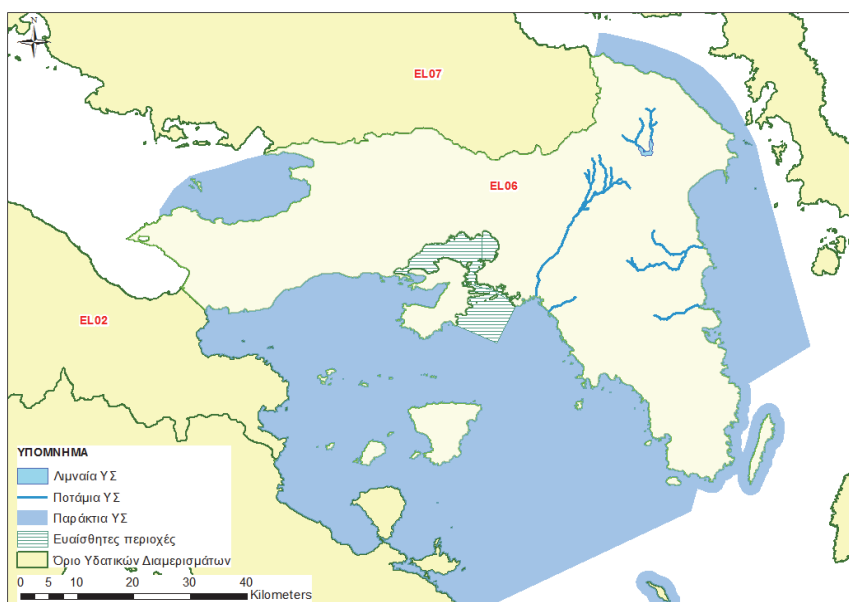 N
EL07
EL06
EL02
ΥΠΟΜΝΗΜΑ
Λιμναία ΥΣ
Ποτάμια ΥΣ
Παράκτια ΥΣ
Ευαίσθητες περιοχές
Όριο Υδατικών Διαμερισμάτων
0 5 10 20 30 40 Kilometers